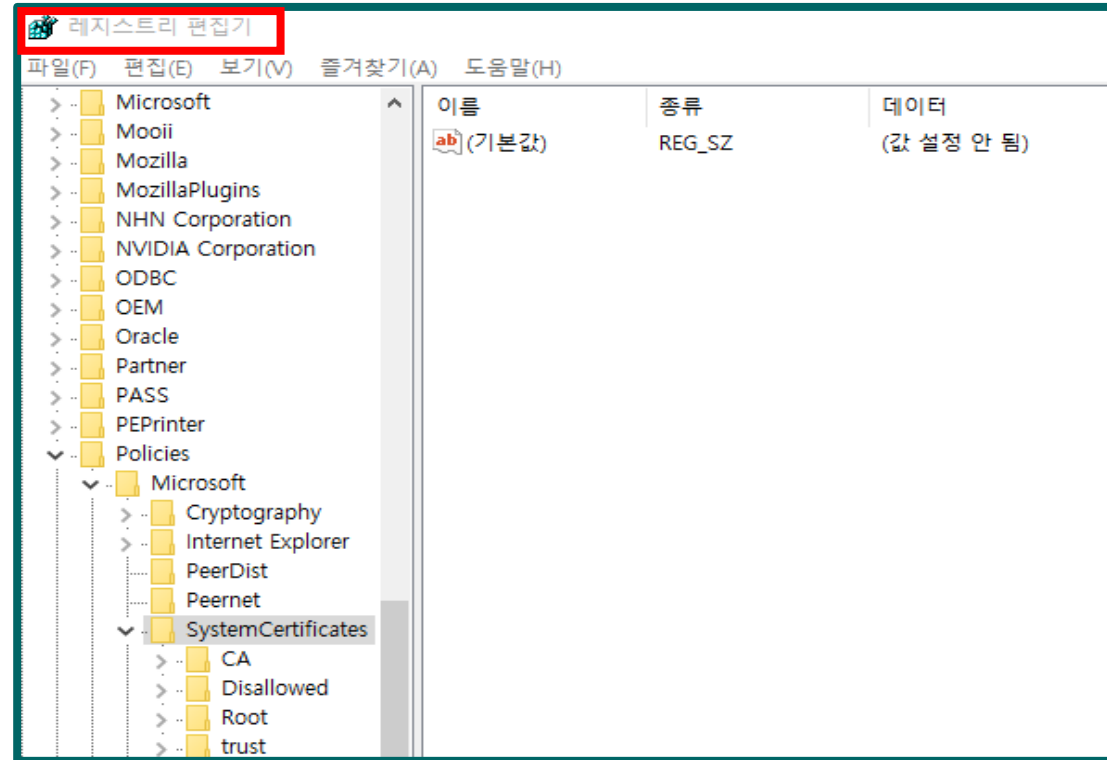 레지스트리 편집기
파일(F) 편집(E) 보기(V) 즐겨찾기(A) 도움말(H)
Microsoft
Mooii
Mozilla
MozillaPlugins
NHN Corporation
NVIDIA Corporation
ODBC
OEM
Oracle
Partner
PASS
PEPrinter
Policies
Microsoft
Cryptography
Internet Explorer
PeerDist
Peernet
SystemCertificates
CA
Disallowed
Root
trust
이름 종류 데이터
ab (기본값) REG_SZ (값 설정 안 됨)